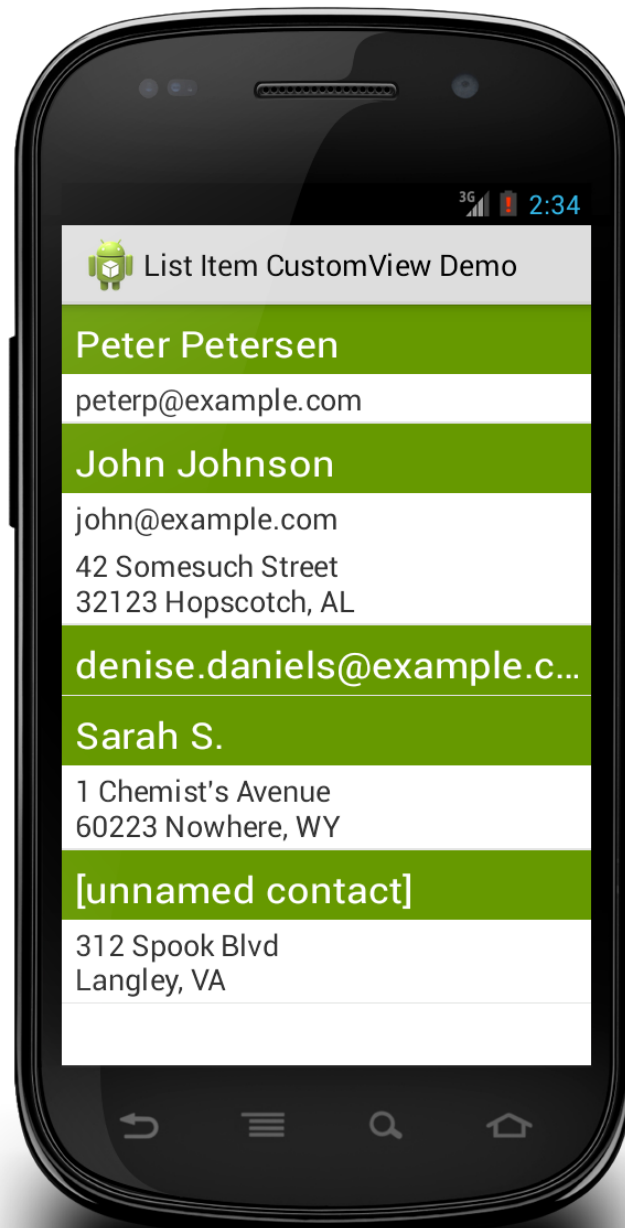 3G 2:34
List Item CustomView Demo
Peter Petersen
peterp@example.com
John Johnson
john@example.com
42 Somesuch Street
32123 Hopscotch, AL
denise.daniels@example.c...
Sarah S.
1 Chemist's Avenue
60223 Nowhere, WY
[unnamed contact]
312 Spook Blvd
Langley, VA